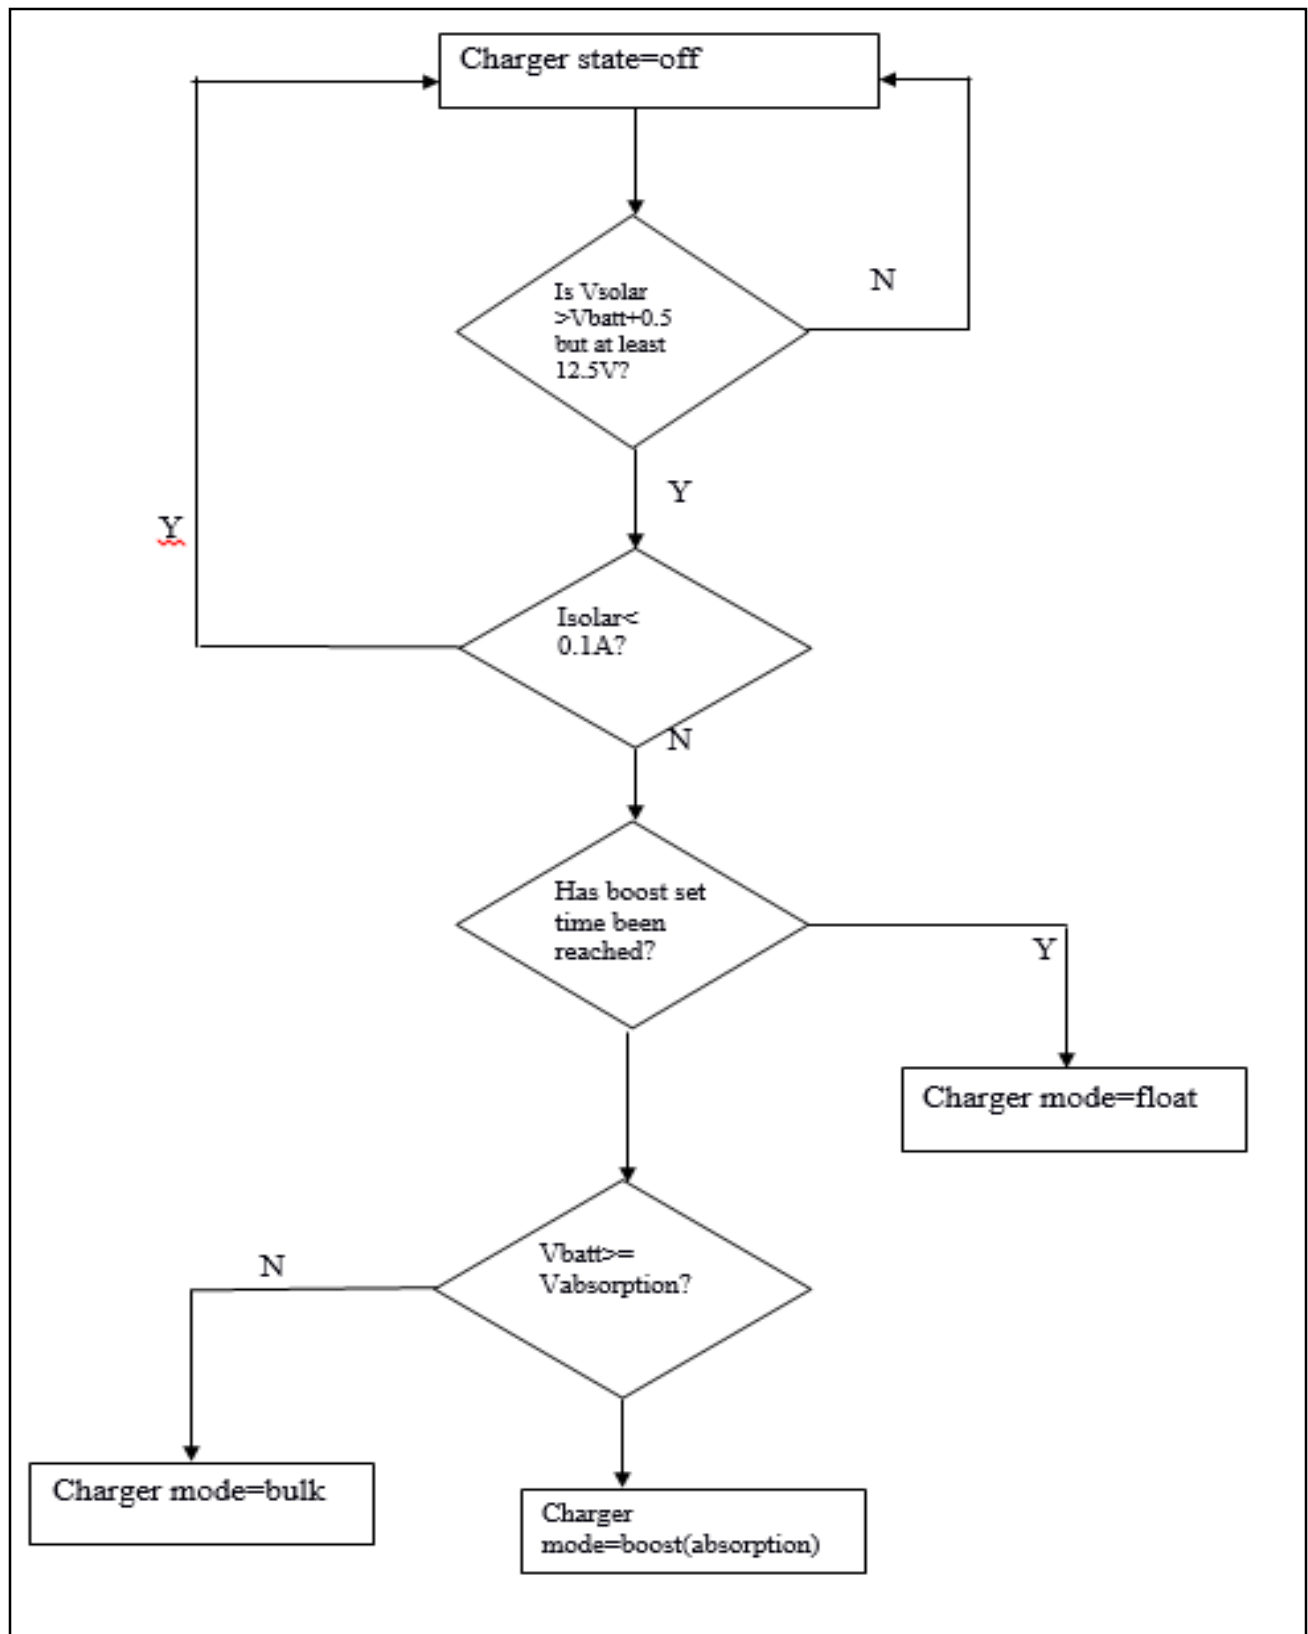 Charger state=off
Is Vsolar
>Vbatt+0.5
but at least
12.5V?
N
Y
Y
Isolar<
0.1A?
N
Has boost set
time been
reached?
Y
Charger mode=float
Vbatt>=
Vabsorption?
N
Charger mode=bulk
Charger
mode=boost(absorption)